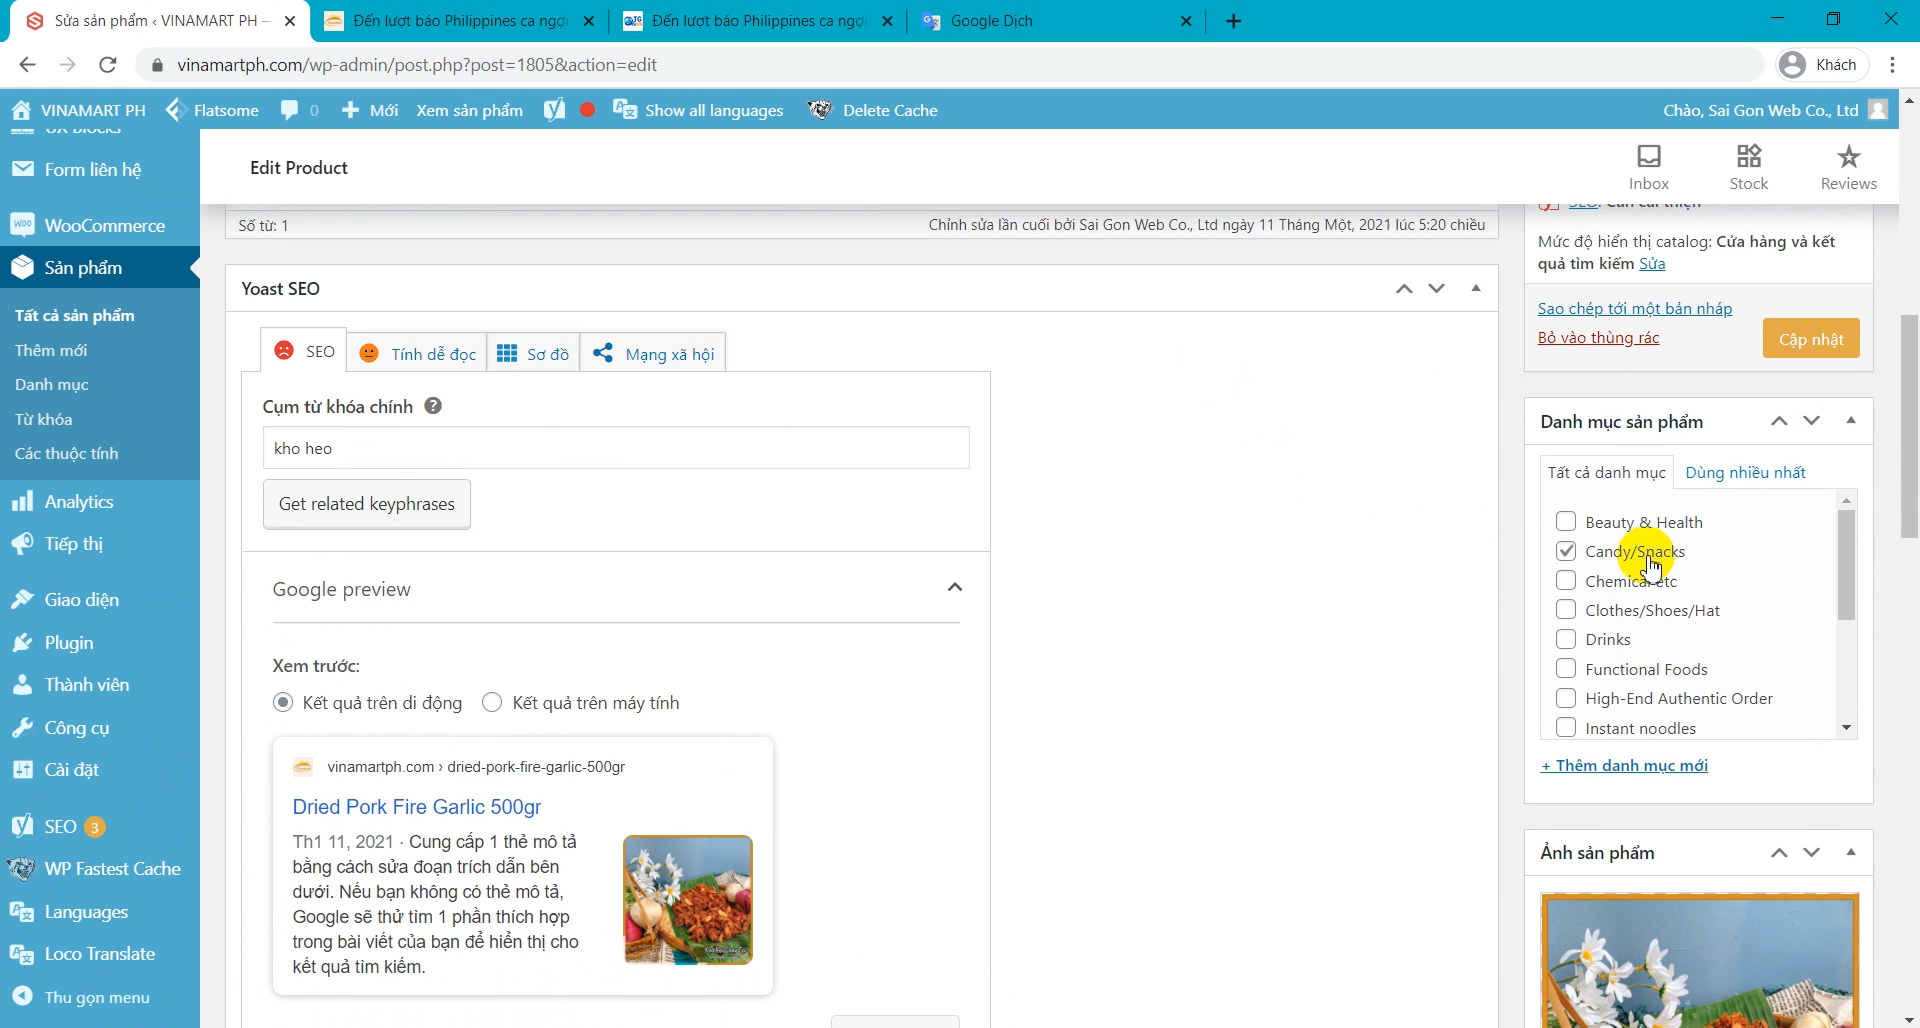 Sửa sản phẩm ‹ VINAMART PH —
Đến lượt báo Philippines ca ngợi
Đến lượt báo Philippines ca ngợi
Google Dịch
vinamartph.com/wp-admin/post.php?post=1805&action=edit
Khách
VINAMART PH
Flatsome
0
Mới
Xem sản phẩm
Show all languages
Delete Cache
Chào, Sai Gon Web Co., Ltd
UX Blocks
Form liên hệ
WooCommerce
Sản phẩm
Tất cả sản phẩm
Thêm mới
Danh mục
Từ khóa
Các thuộc tính
Analytics
Tiếp thị
Giao diện
Plugin
Thành viên
Công cụ
Cài đặt
SEO 3
WP Fastest Cache
Languages
Loco Translate
Thu gọn menu
Edit Product
Inbox
Stock
Reviews
Số từ: 1
Chỉnh sửa lần cuối bởi Sai Gon Web Co., Ltd ngày 11 Tháng Một, 2021 lúc 5:20 chiều
Yoast SEO
SEO
Tính dễ đọc
Sơ đồ
Mạng xã hội
Cụm từ khóa chính
kho heo
Get related keyphrases
Google preview
Xem trước:
Kết quả trên di động
Kết quả trên máy tính
vinamartph.com › dried-pork-fire-garlic-500gr
Dried Pork Fire Garlic 500gr
Th1 11, 2021 · Cung cấp 1 thẻ mô tả
bằng cách sửa đoạn trích dẫn bên
dưới. Nếu bạn không có thẻ mô tả,
Google sẽ thử tìm 1 phần thích hợp
trong bài viết của bạn để hiển thị cho
kết quả tìm kiếm.
SEO: Cần cải thiện
Mức độ hiển thị catalog: Cửa hàng và kết
quả tìm kiếm Sửa
Sao chép tới một bản nháp
Bỏ vào thùng rác
Cập nhật
Danh mục sản phẩm
Tất cả danh mục
Dùng nhiều nhất
Beauty & Health
Candy/Snacks
Chemical etc
Clothes/Shoes/Hat
Drinks
Functional Foods
High-End Authentic Order
Instant noodles
+ Thêm danh mục mới
Ảnh sản phẩm